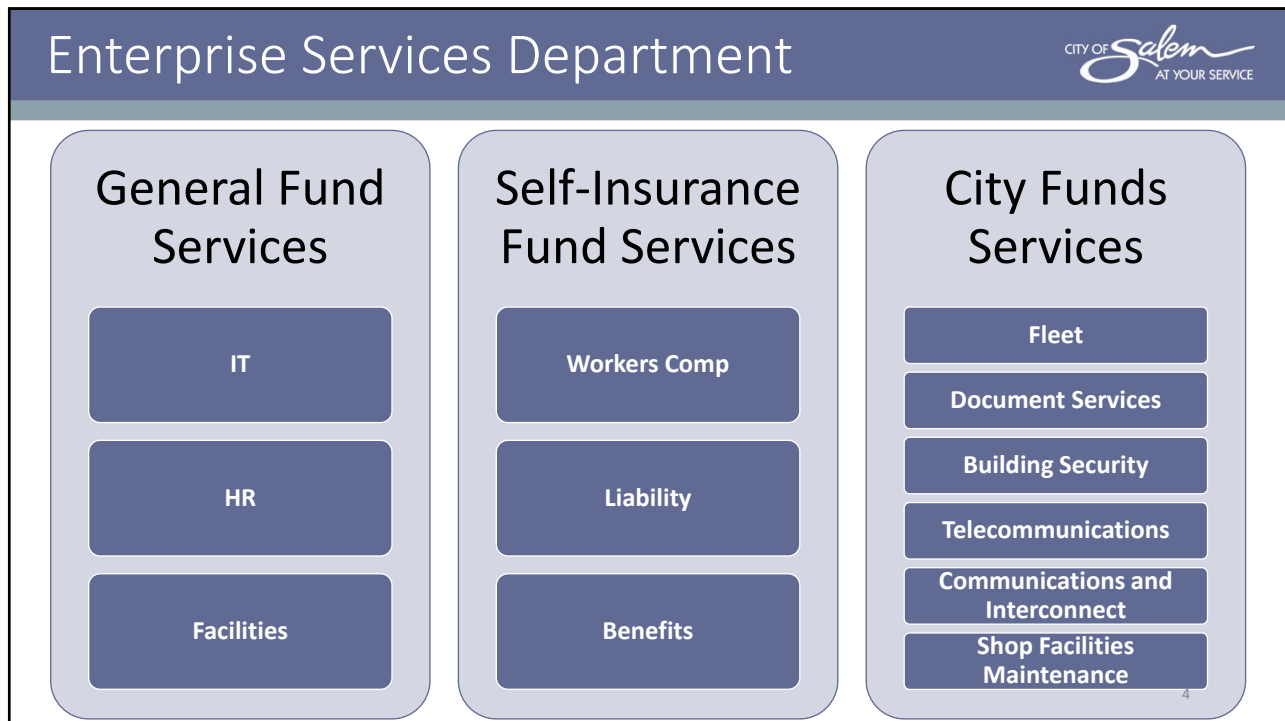 Enterprise Services Department
CITY OF Salem
AT YOUR SERVICE
General Fund
Services
IT
HR
Facilities
Self-Insurance
Fund Services
Workers Comp
Liability
Benefits
City Funds
Services
Fleet
Document Services
Building Security
Telecommunications
Communications and
Interconnect
Shop Facilities
Maintenance
4